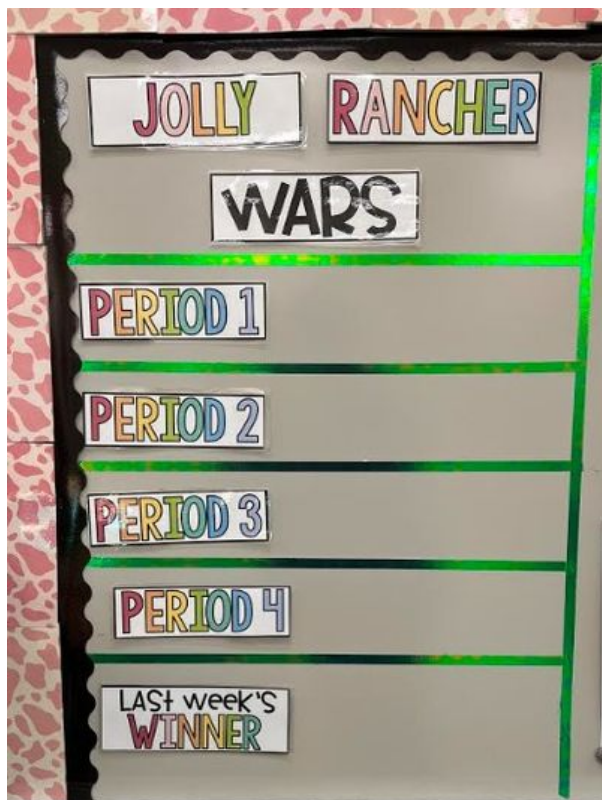 JOLLY RANCHER
WARS
PERIOD 1
PERIOD 2
PERIOD 3
PERIOD 4
LASt week's
WINNER